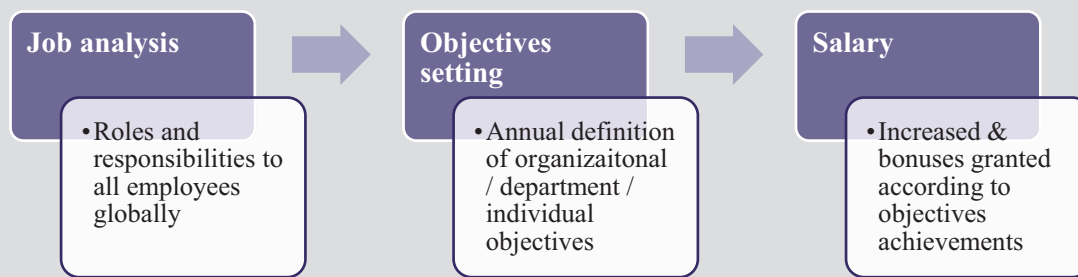 Job analysis
•Roles and
responsibilities to
all employees
globally
Objectives
setting
•Annual definition
of organizaitonal
/ department /
individual
objectives
Salary
•Increased &
bonuses granted
according to
objectives
achievements